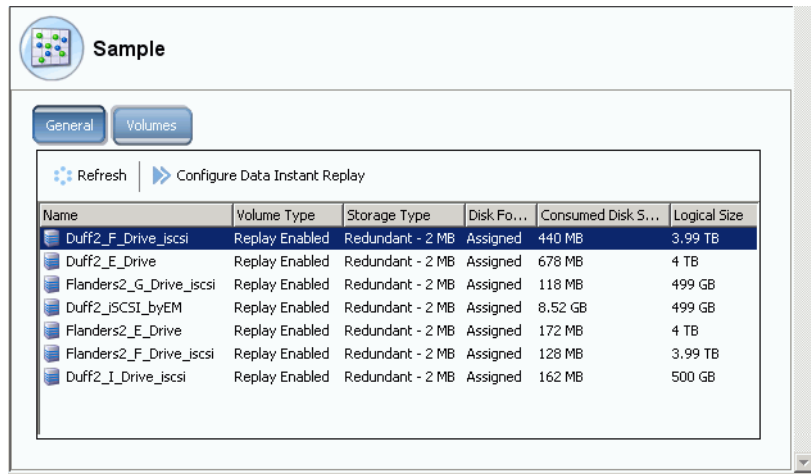 Sample
General Volumes
Refresh Configure Data Instant Replay
Name Volume Type Storage Type Disk Fo... Consumed Disk S... Logical Size
Duff2_F_Drive_iscsi Replay Enabled Redundant - 2 MB Assigned 440 MB 3.99 TB
Duff2_E_Drive Replay Enabled Redundant - 2 MB Assigned 678 MB 4 TB
Flanders2_G_Drive_iscsi Replay Enabled Redundant - 2 MB Assigned 118 MB 499 GB
Duff2_iSCSI_byEM Replay Enabled Redundant - 2 MB Assigned 8.52 GB 499 GB
Flanders2_E_Drive Replay Enabled Redundant - 2 MB Assigned 172 MB 4 TB
Flanders2_F_Drive_iscsi Replay Enabled Redundant - 2 MB Assigned 128 MB 3.99 TB
Duff2_I_Drive_iscsi Replay Enabled Redundant - 2 MB Assigned 162 MB 500 GB